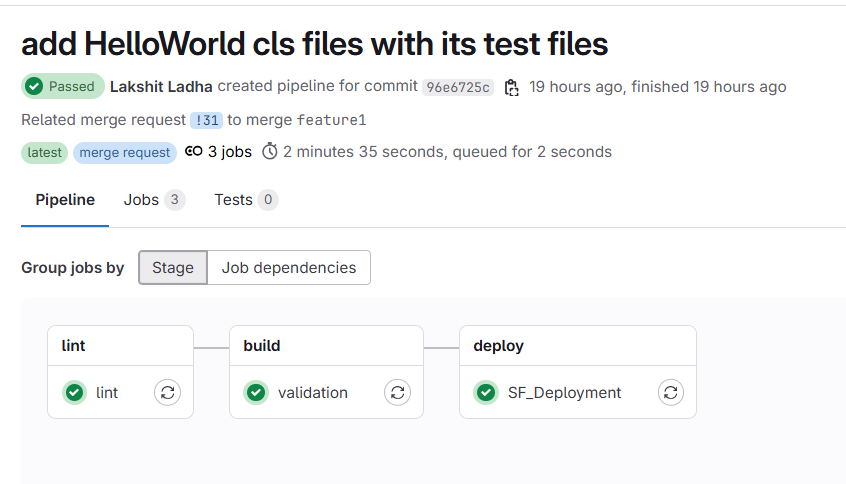 add HelloWorld cls files with its test files
Passed Lakshit Ladha created pipeline for commit 96e6725c 19 hours ago, finished 19 hours ago
Related merge request !31 to merge feature1
latest merge request 3 jobs 2 minutes 35 seconds, queued for 2 seconds
Pipeline Jobs 3 Tests 0
Group jobs by Stage Job dependencies
lint build deploy
lint validation SF_Deployment